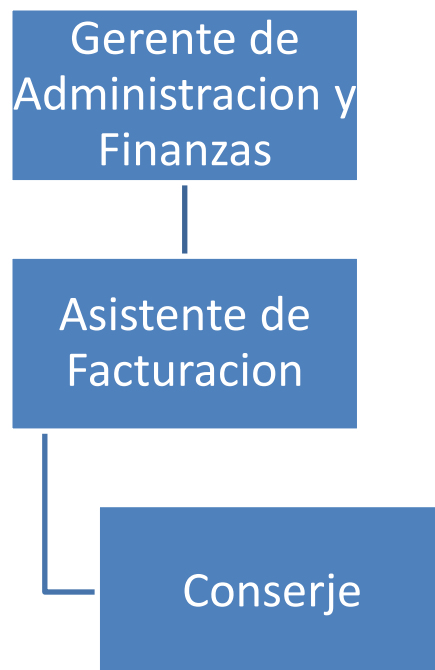 Gerente de
Administracion y
Finanzas
Asistente de
Facturacion
Conserje